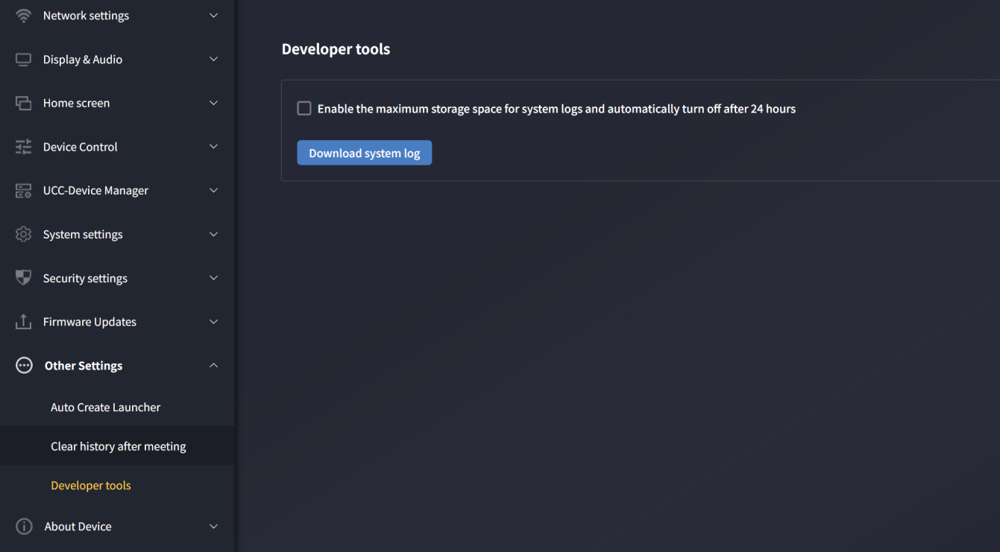 Network settings
Display & Audio
Home screen
Device Control
UCC-Device Manager
System settings
Security settings
Firmware Updates
Other Settings
Auto Create Launcher
Clear history after meeting
Developer tools
About Device
Developer tools
Enable the maximum storage space for system logs and automatically turn off after 24 hours
Download system log